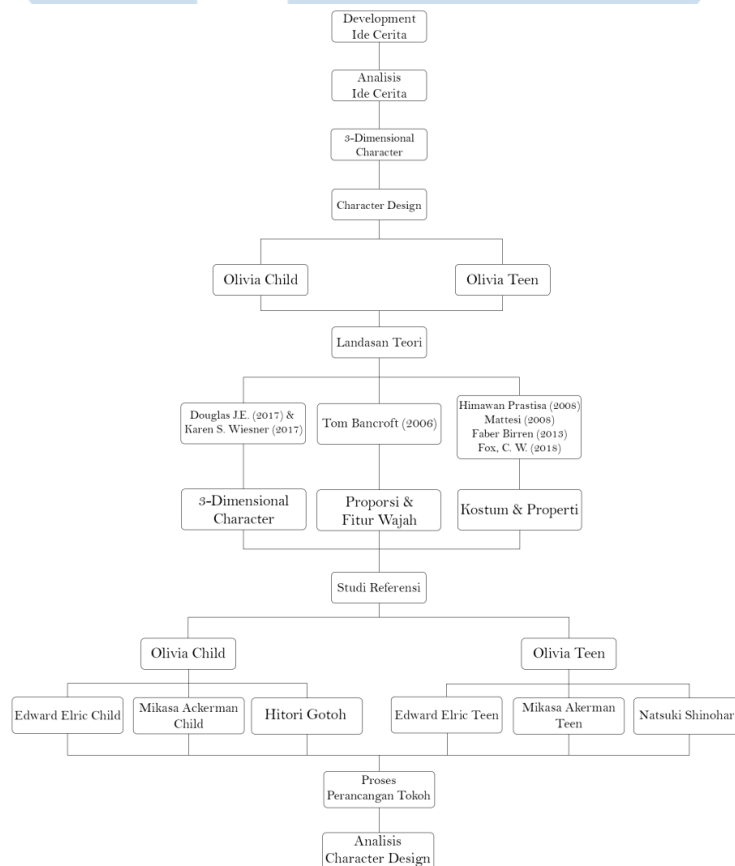 Development
Ide Cerita
Analisis
Ide Cerita
3-Dimensional
Character
Character Design
Olivia Child
Olivia Teen
Landasan Teori
Douglas J.E. (2017) &
Karen S. Wiesner (2017)
Tom Bancroft (2006)
Himawan Prastisa (2008)
Mattesi (2008)
Faber Birren (2013)
Fox, C. W. (2018)
3-Dimensional
Character
Proporsi &
Fitur Wajah
Kostum & Properti
Studi Referensi
Olivia Child
Olivia Teen
Edward Elric Child
Mikasa Ackerman
Child
Hitori Gotoh
Edward Elric Teen
Mikasa Akerman
Teen
Natsuki Shinohar
Proses
Perancangan Tokoh
Analisis
Character Design